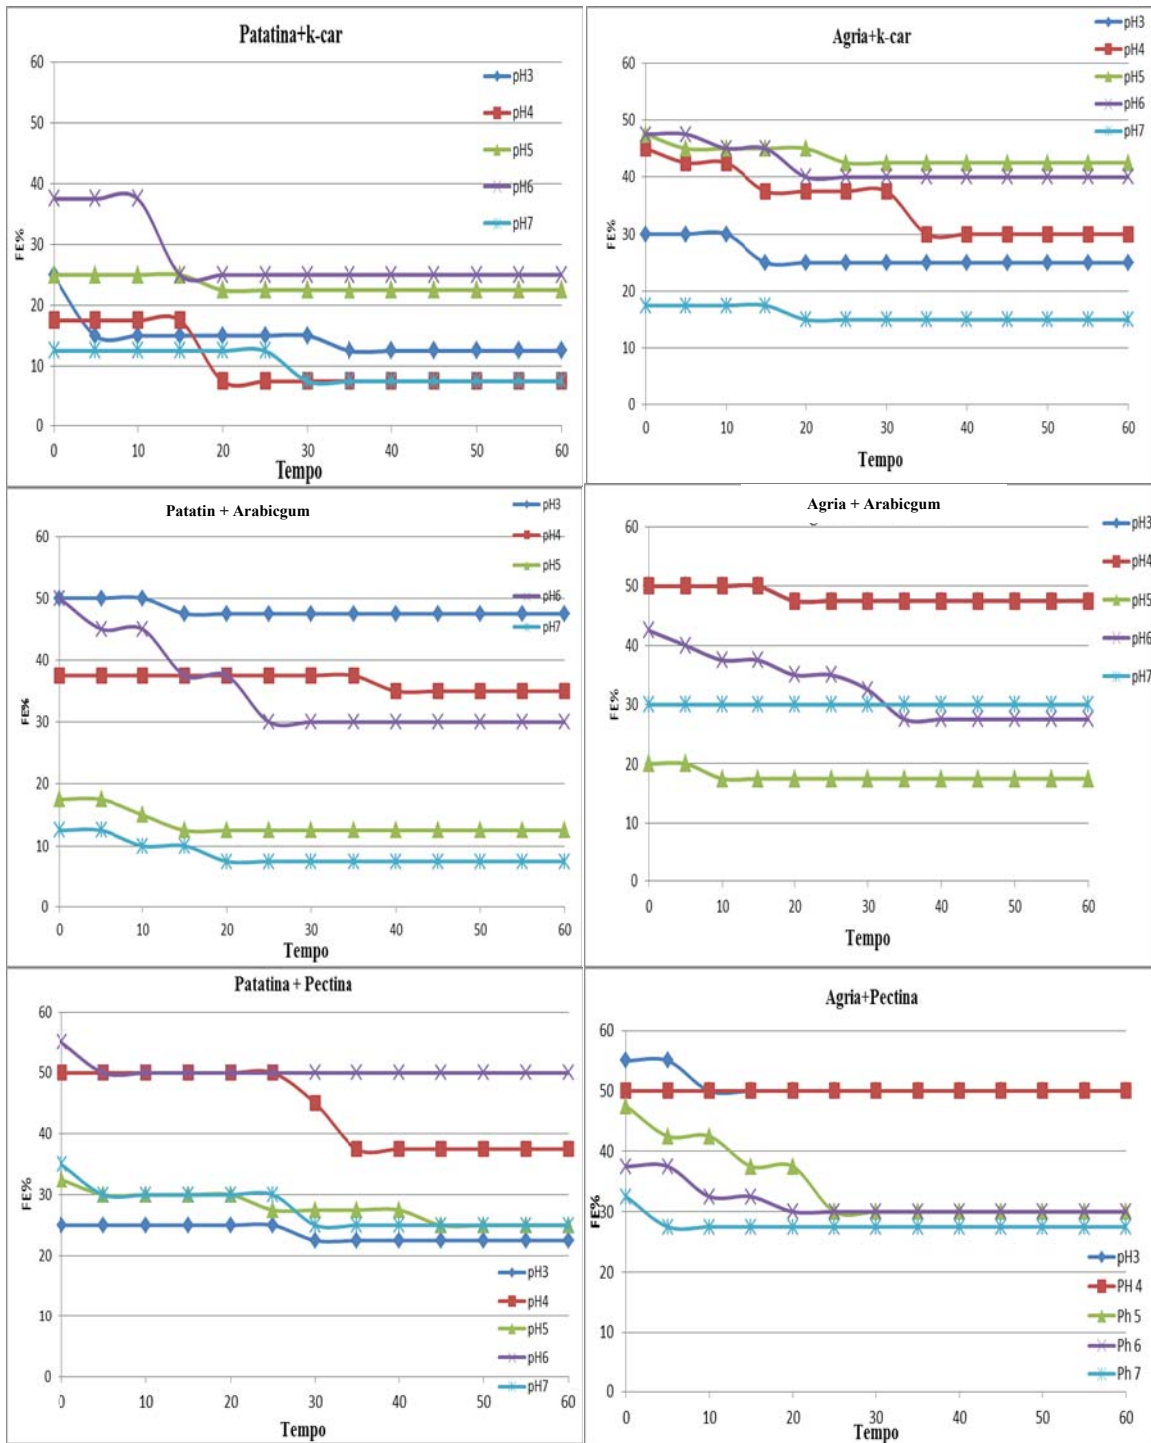 Patatina+k-car
pH3
pH4
pH5
pH6
pH7
FE%
60
50
40
30
20
10
0
0 10 20 30 40 50 60
Tempo
Agria+k-car
pH3
pH4
pH5
pH6
pH7
FE%
60
50
40
30
20
10
0
0 10 20 30 40 50 60
Tempo
Patatin + Arabicgum
pH3
pH4
pH5
pH6
pH7
FE%
60
50
40
30
20
10
0
0 10 20 30 40 50 60
Tempo
Agria + Arabicgum
pH3
pH4
pH5
pH6
pH7
FE%
60
50
40
30
20
10
0
0 10 20 30 40 50 60
Tempo
Patatina + Pectina
pH3
pH4
pH5
pH6
pH7
FE%
60
50
40
30
20
10
0
0 10 20 30 40 50 60
Tempo
Agria+Pectina
pH3
PH 4
Ph 5
Ph 6
Ph 7
FE%
60
50
40
30
20
10
0
0 10 20 30 40 50 60
Tempo